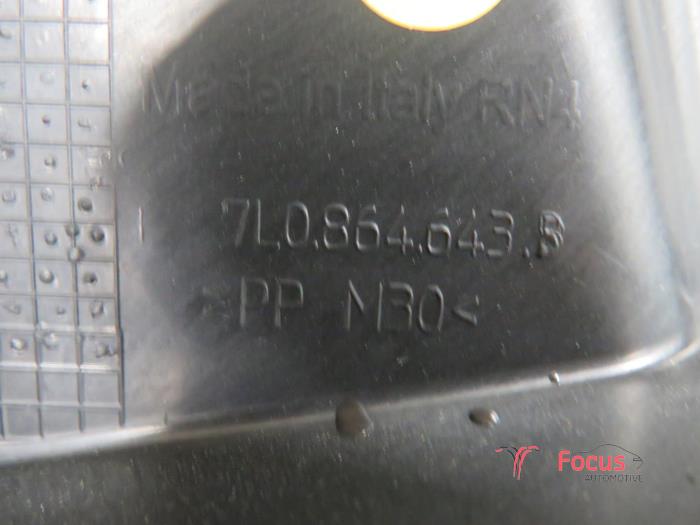 Made in Italy RN4
7L0.864.643.B
>PP M30<
Focus
AUTOMOTIVE